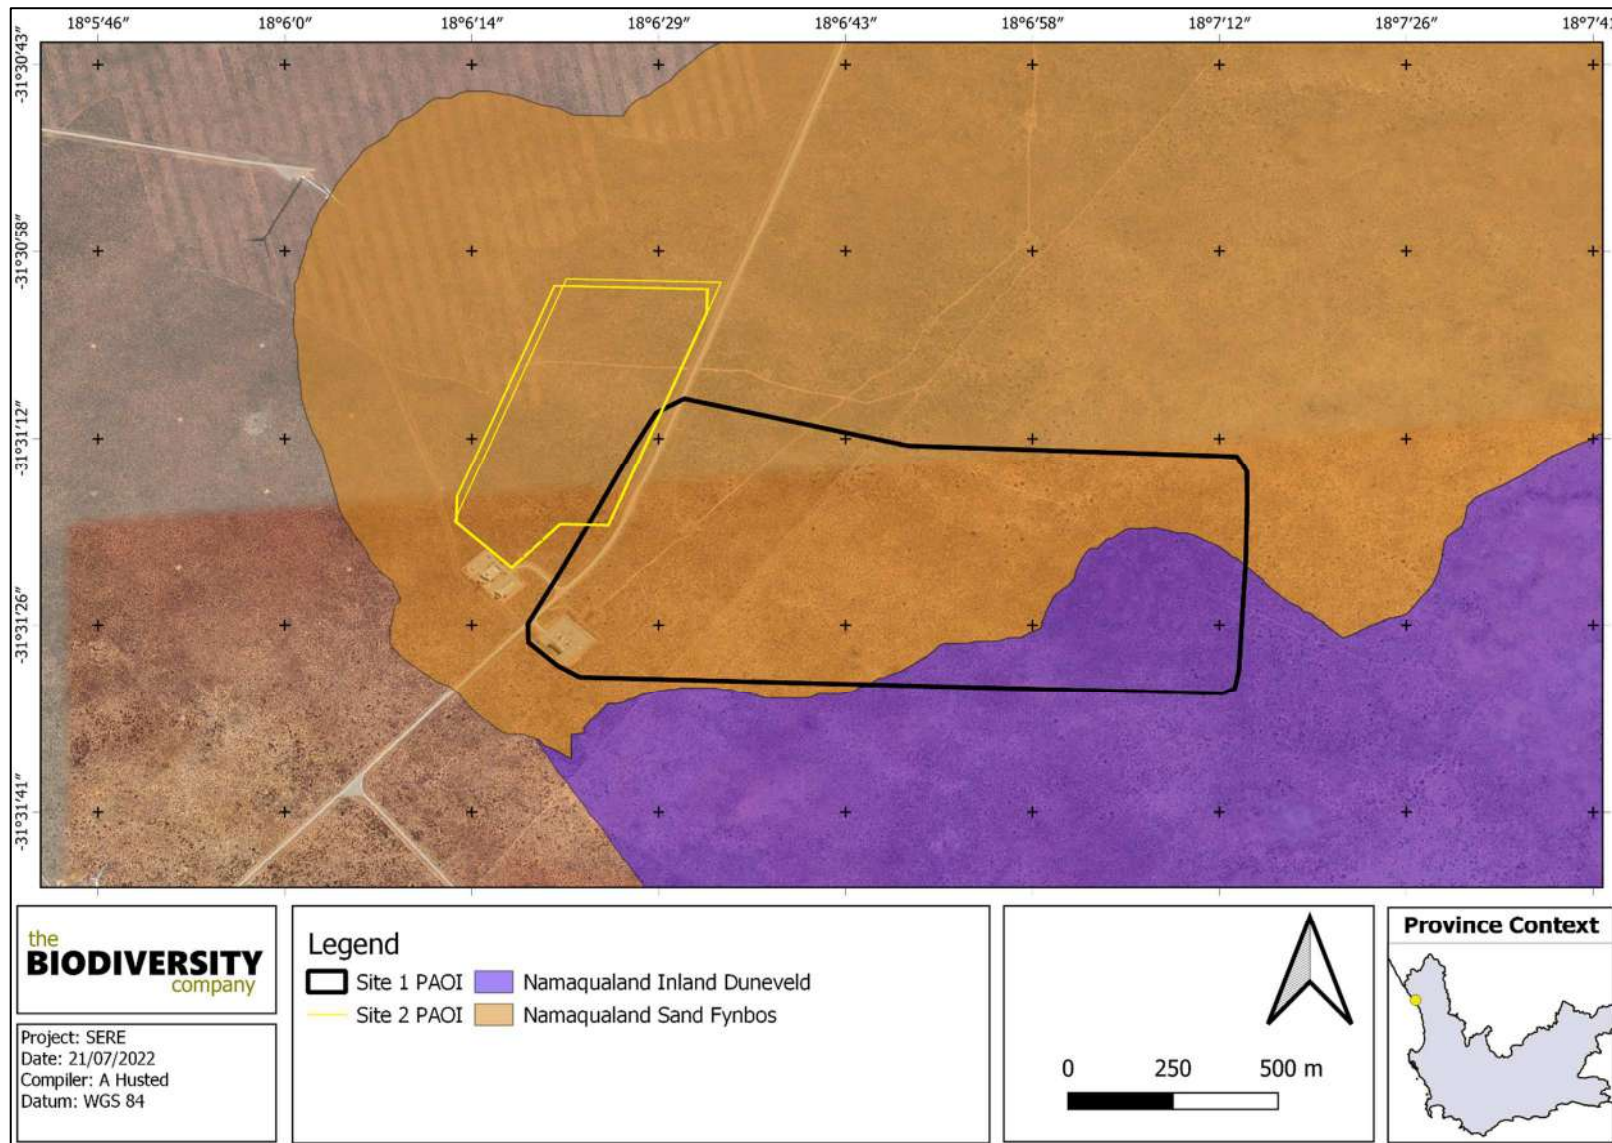 18°5′46″ 18°6′0″ 18°6′14″ 18°6′29″ 18°6′43″ 18°6′58″ 18°7′12″ 18°7′26″ 18°7′41
-31°30′43″
-31°30′58″
-31°31′12″
-31°31′26″
-31°31′41″
the
BIODIVERSITY
company
Project: SERE
Date: 21/07/2022
Compiler: A Husted
Datum: WGS 84
Legend
Site 1 PAOI Namaqualand Inland Duneveld
Site 2 PAOI Namaqualand Sand Fynbos
0 250 500 m
Province Context